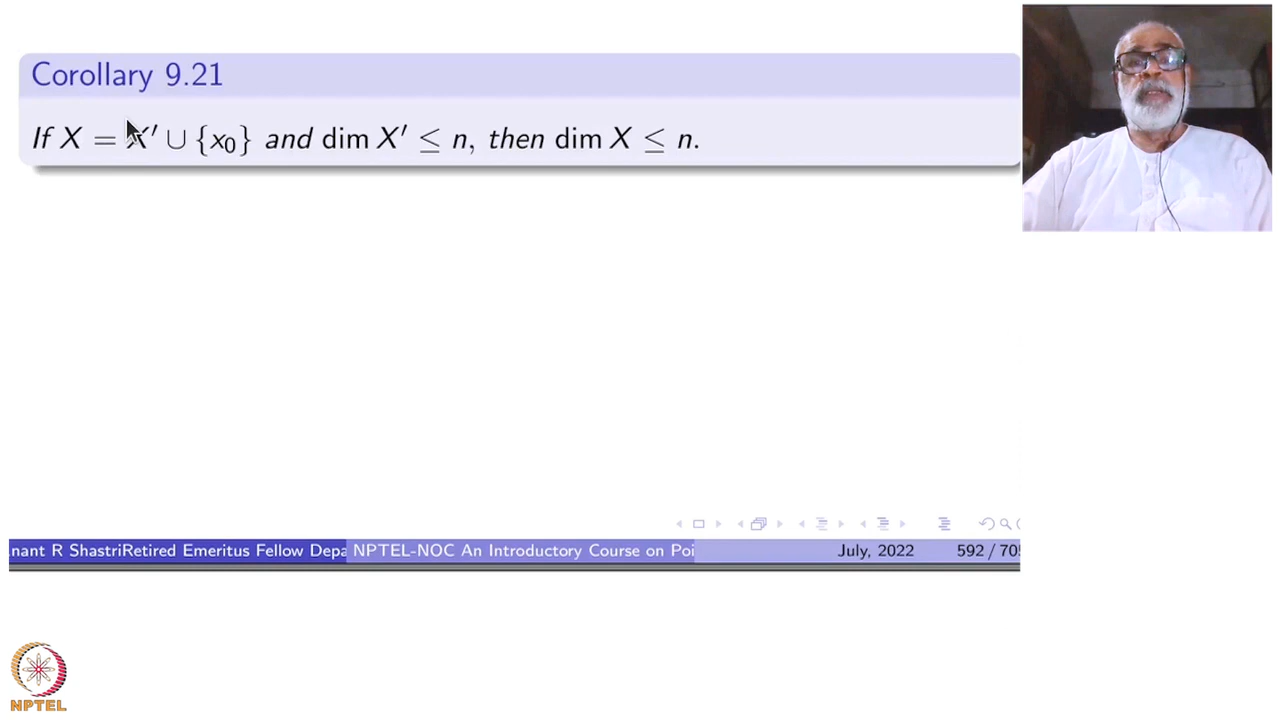 Corollary 9.21
If X = X′ ∪ {x₀} and dim X′ ≤ n, then dim X ≤ n.
nant R ShastriRetired Emeritus Fellow Depa NPTEL-NOC An Introductory Course on Poi July, 2022 592 / 705
NPTEL